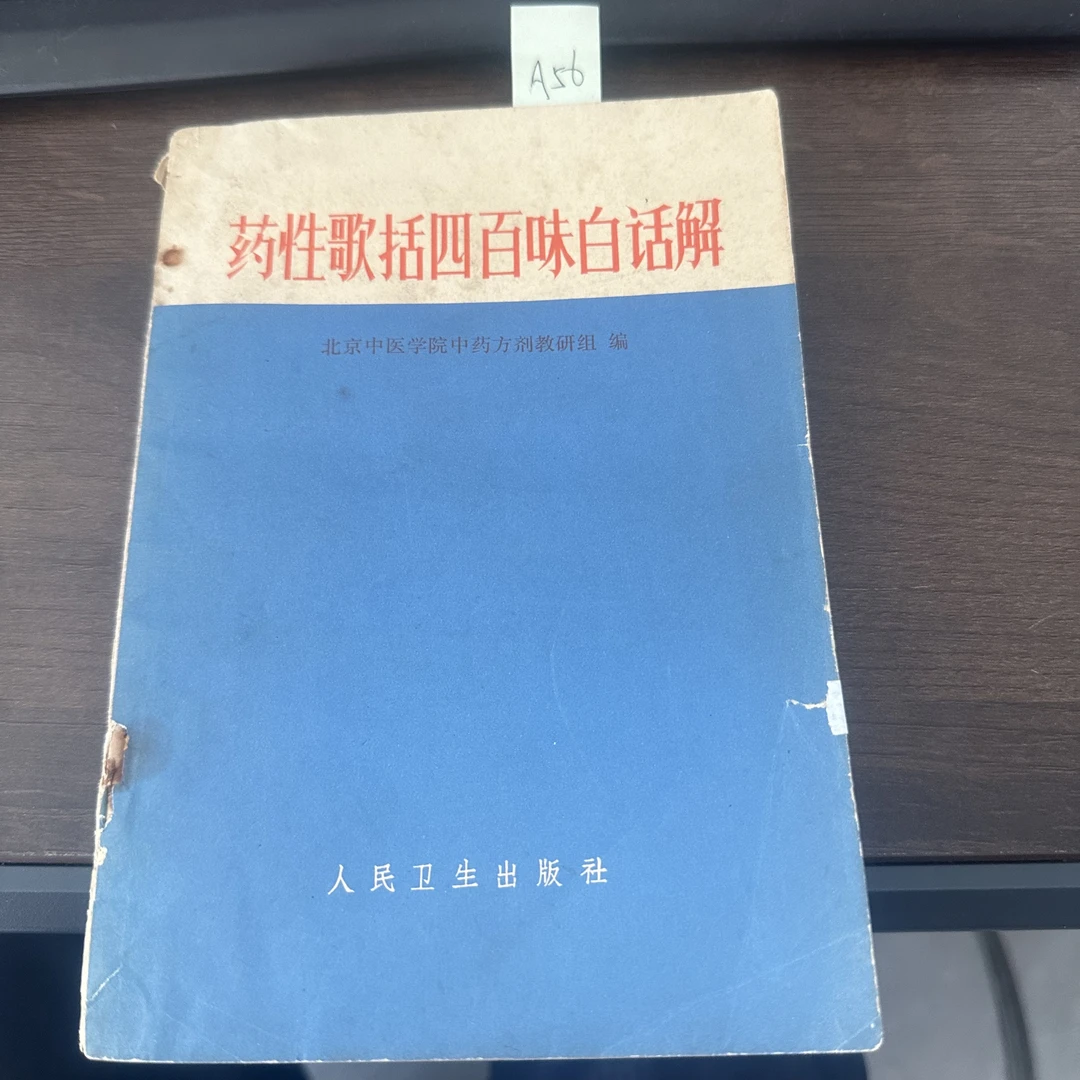 A56
药性歌括四百味白话解
北京中医学院中药方剂教研组 编
人民卫生出版社